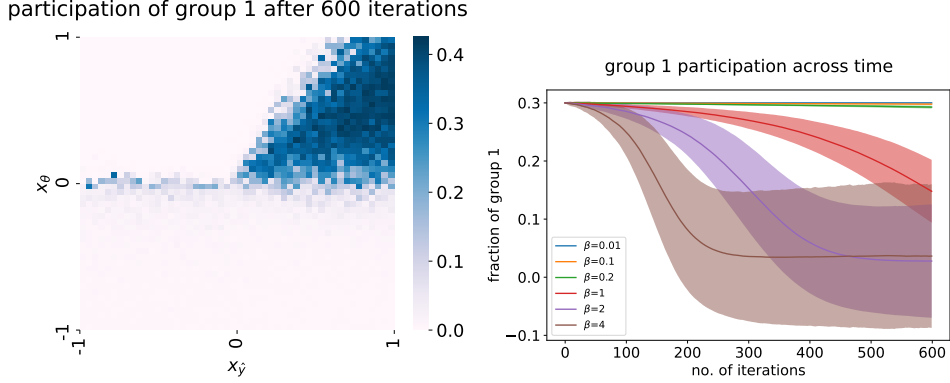 participation of group 1 after 600 iterations
1
0
-1
x_θ
-1
0
1
x_ŷ
0.4
0.3
0.2
0.1
0.0
group 1 participation across time
fraction of group 1
0.3
0.2
0.1
0.0
−0.1
β=0.01
β=0.1
β=0.2
β=1
β=2
β=4
0 100 200 300 400 500 600
no. of iterations